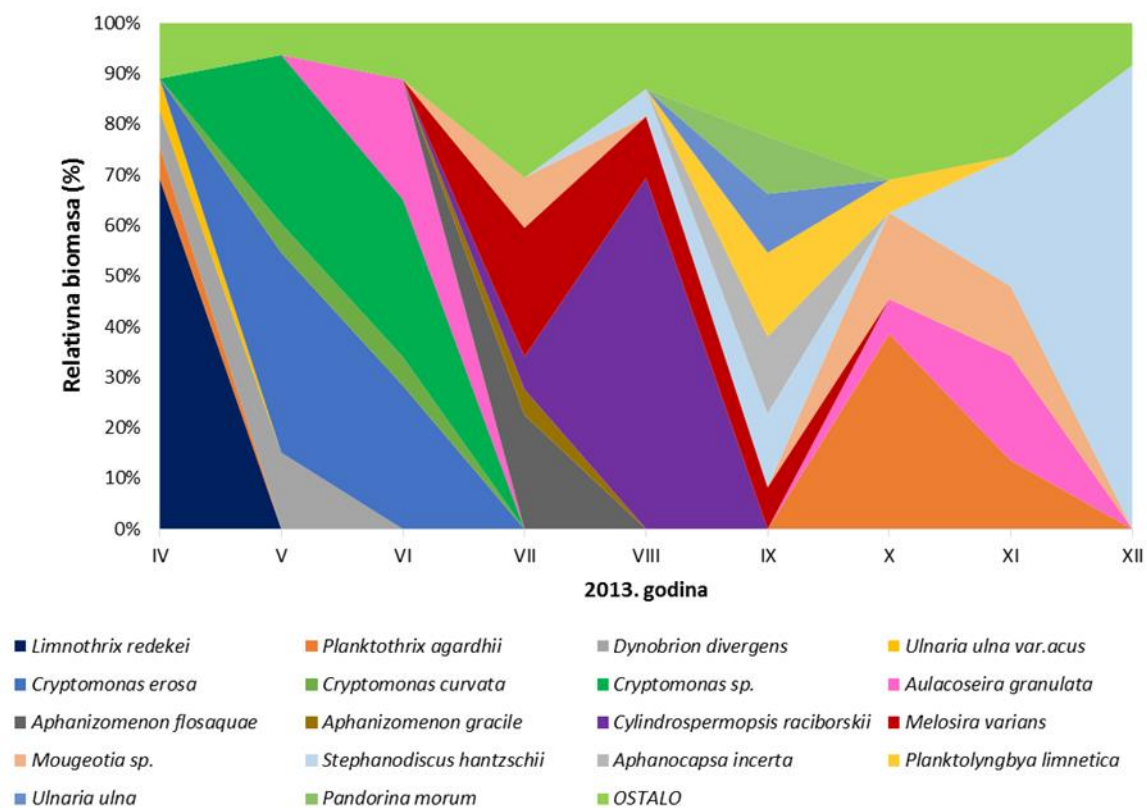 100%
90%
80%
70%
60%
50%
40%
30%
20%
10%
0%
Relativna biomasa (%)
IV V VI VII VIII IX X XI XII
2013. godina
Limnothrix redekei Planktothrix agardhii Dynobrion divergens Ulnaria ulna var.acus
Cryptomonas erosa Cryptomonas curvata Cryptomonas sp. Aulacoseira granulata
Aphanizomenon flosaquae Aphanizomenon gracile Cylindrospermopsis raciborskii Melosira varians
Mougeotia sp. Stephanodiscus hantzschii Aphanocapsa incerta Planktolyngbya limnetica
Ulnaria ulna Pandorina morum OSTALO